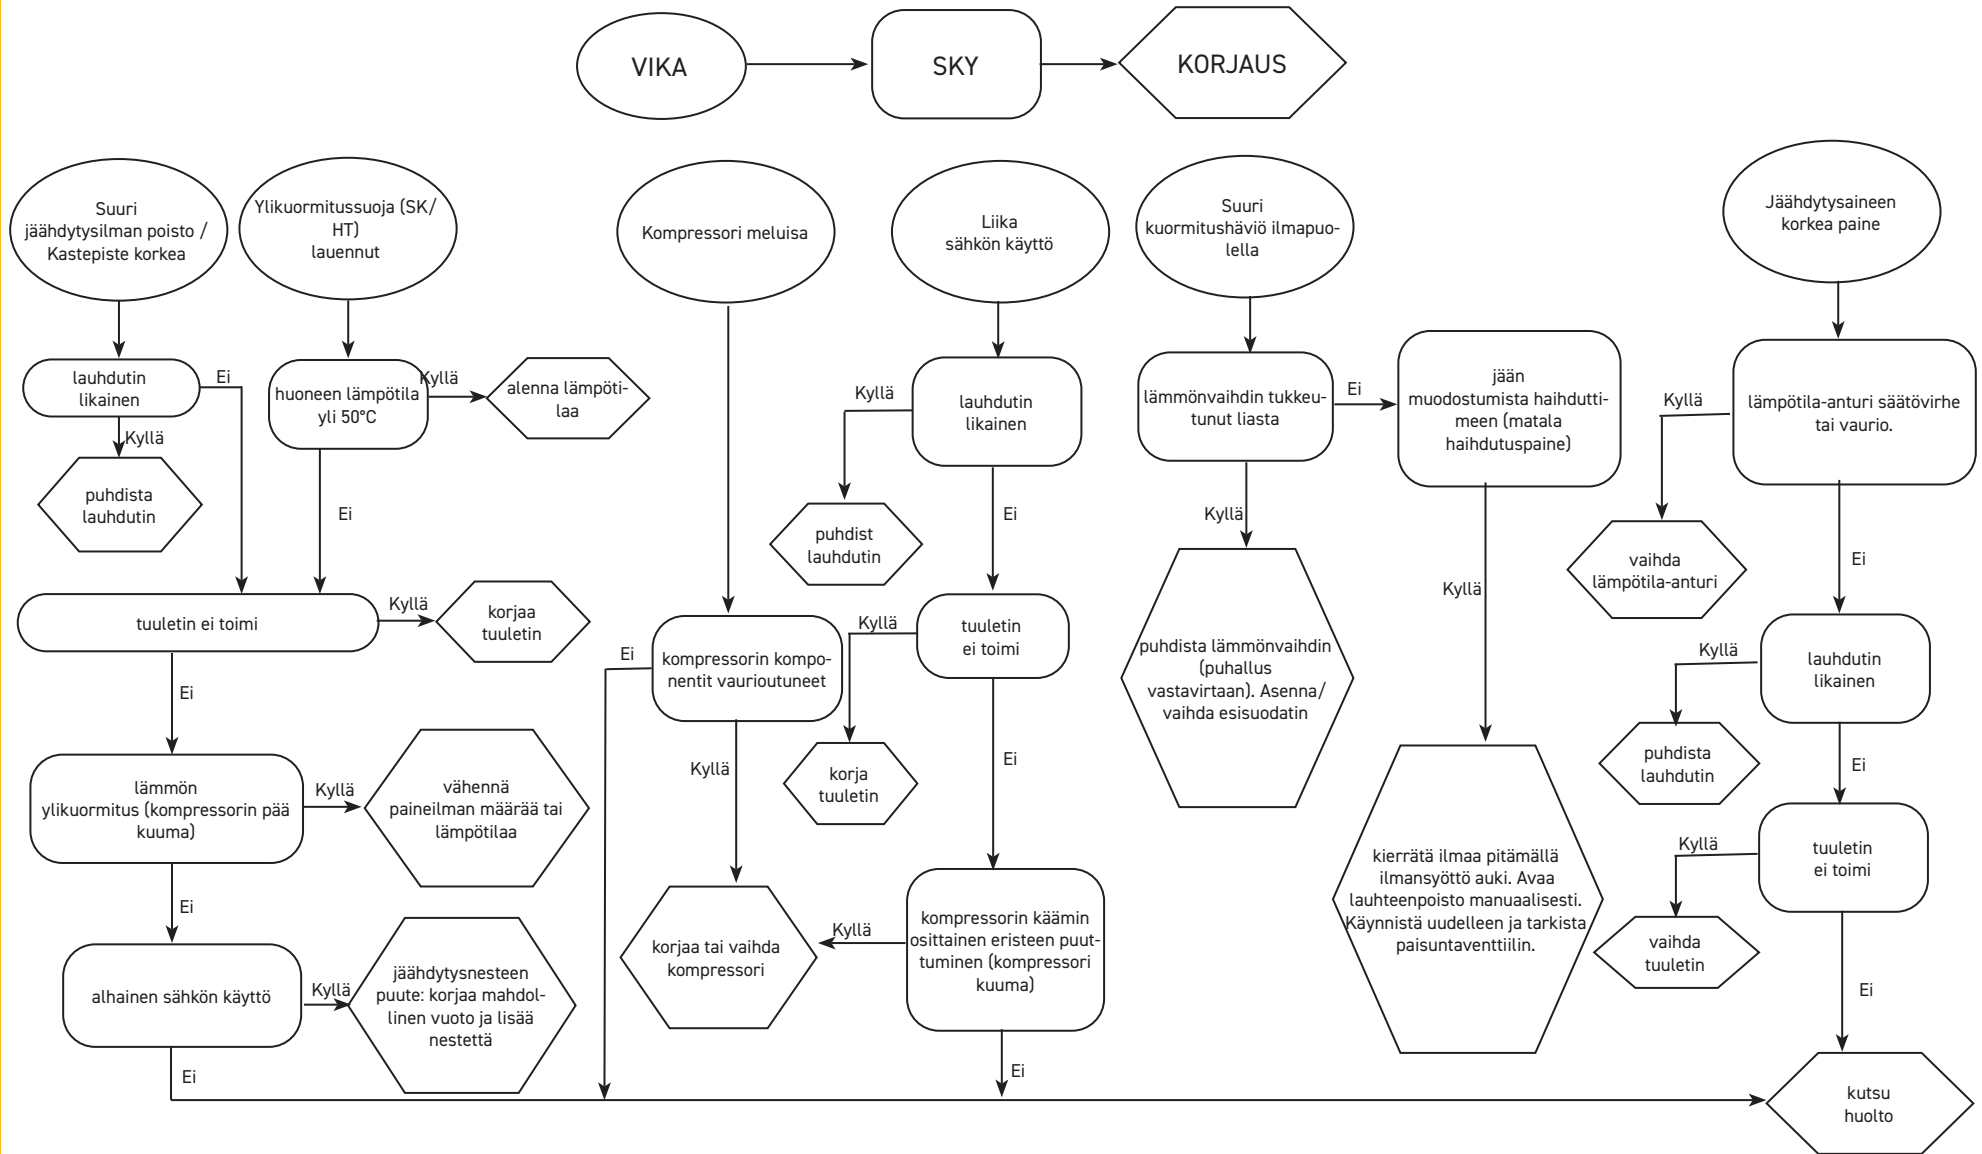 VIKA
SKY
KORJAUS
Suuri
jäähdytysilman poisto /
Kastepiste korkea
Ylikuormitussuoja (SK/
HT)
lauennut
Kompressori meluisa
Liika
sähkön käyttö
Suuri
kuormitushäviö ilmapuo-
lella
Jäähdytysaineen
korkea paine
lauhdutin
likainen
Ei
Kyllä
puhdista
lauhdutin
huoneen lämpötila
yli 50°C
Kyllä
alenna lämpöti-
laa
Ei
tuuletin ei toimi
Kyllä
korjaa
tuuletin
Ei
lämmön
ylikuormitus (kompressorin pää
kuuma)
Kyllä
vähennä
paineilman määrää tai
lämpötilaa
Ei
alhainen sähkön käyttö
Kyllä
jäähdytysnesteen
puute: korjaa mahdol-
linen vuoto ja lisää
nestettä
Ei
kompressorin kompo-
nentit vaurioutuneet
Ei
Kyllä
korjaa tai vaihda
kompressori
lauhdutin
likainen
Kyllä
puhdist
lauhdutin
Ei
tuuletin
ei toimi
Kyllä
korja
tuuletin
Ei
kompressorin käämin
osittainen eristeen puut-
tuminen (kompressori
kuuma)
Kyllä
Ei
lämmönvaihdin tukkeu-
tunut liasta
Ei
Kyllä
puhdista lämmönvaihdin
(puhallus
vastavirtaan). Asenna/
vaihda esisuodatin
jään
muodostumista haihdutti-
meen (matala
haihdutuspaine)
Kyllä
kierrätä ilmaa pitämällä
ilmansyöttö auki. Avaa
lauhteenpoisto manuaalisesti.
Käynnistä uudelleen ja tarkista
paisuntaventtiilin.
lämpötila-anturi säätövirhe
tai vaurio.
Kyllä
vaihda
lämpötila-anturi
Ei
lauhdutin
likainen
Kyllä
puhdista
lauhdutin
Ei
tuuletin
ei toimi
Kyllä
vaihda
tuuletin
Ei
kutsu
huolto